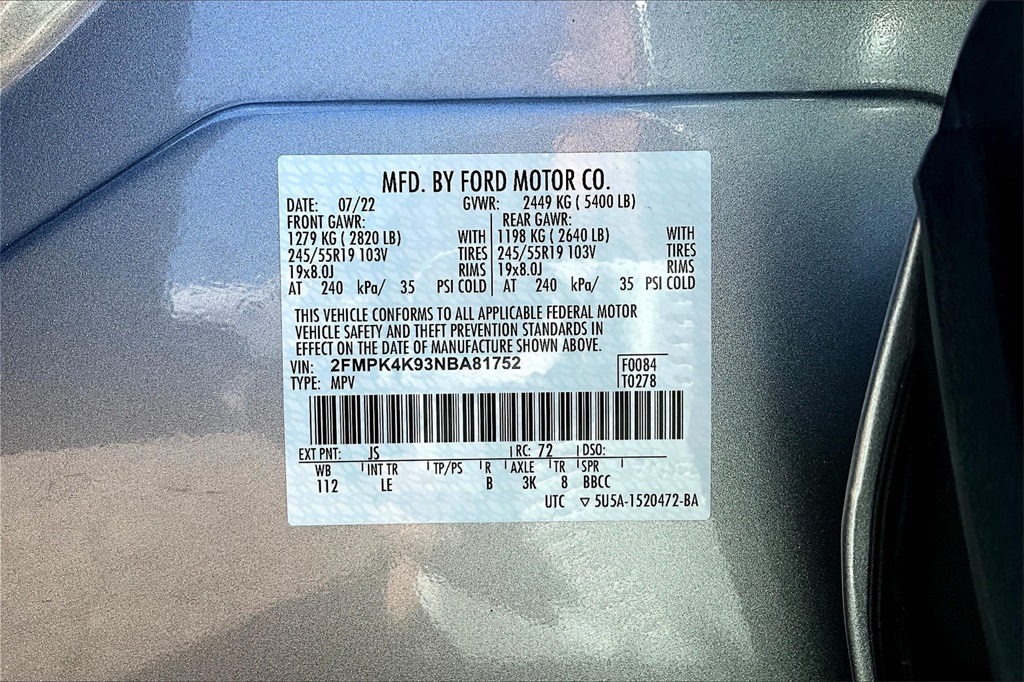 MFD. BY FORD MOTOR CO.
DATE: 07/22 GVWR: 2449 KG ( 5400 LB)
FRONT GAWR: REAR GAWR:
1279 KG ( 2820 LB) WITH 1198 KG ( 2640 LB) WITH
245/55R19 103V TIRES 245/55R19 103V TIRES
19x8.0J RIMS 19x8.0J RIMS
AT 240 kPa/ 35 PSI COLD AT 240 kPa/ 35 PSI COLD
THIS VEHICLE CONFORMS TO ALL APPLICABLE FEDERAL MOTOR
VEHICLE SAFETY AND THEFT PREVENTION STANDARDS IN
EFFECT ON THE DATE OF MANUFACTURE SHOWN ABOVE.
VIN: 2FMPK4K93NBA81752 F0084
TYPE: MPV T0278
EXT PNT: JS RC: 72 DSO:
WB INT TR TP/PS R AXLE TR SPR
112 LE B 3K 8 BBCC
UTC ▽ 5U5A-1520472-BA